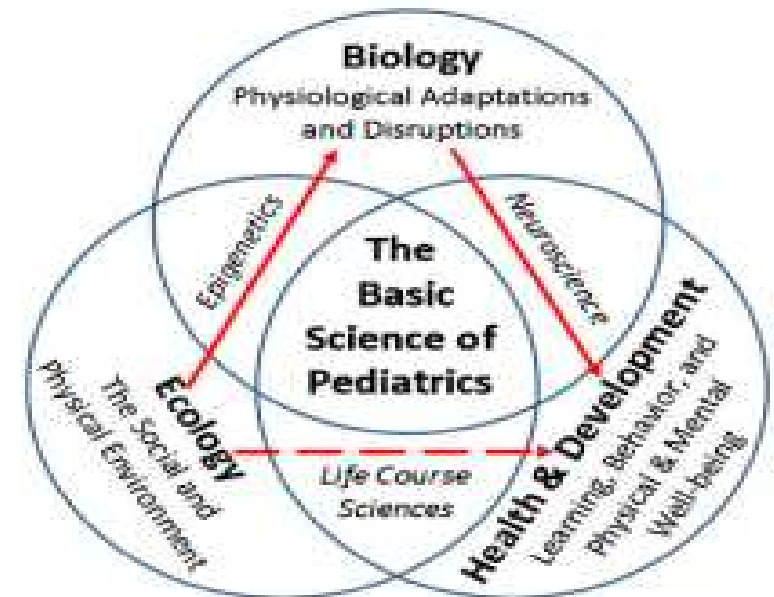 Biology
Physiological Adaptations
and Disruptions
Epigenetics
Neuroscience
The
Basic
Science of
Pediatrics
Ecology
The Social and
Physical Environment
Life Course
Sciences
Health & Development
Learning, Behavior, and
Physical & Mental
Well-being